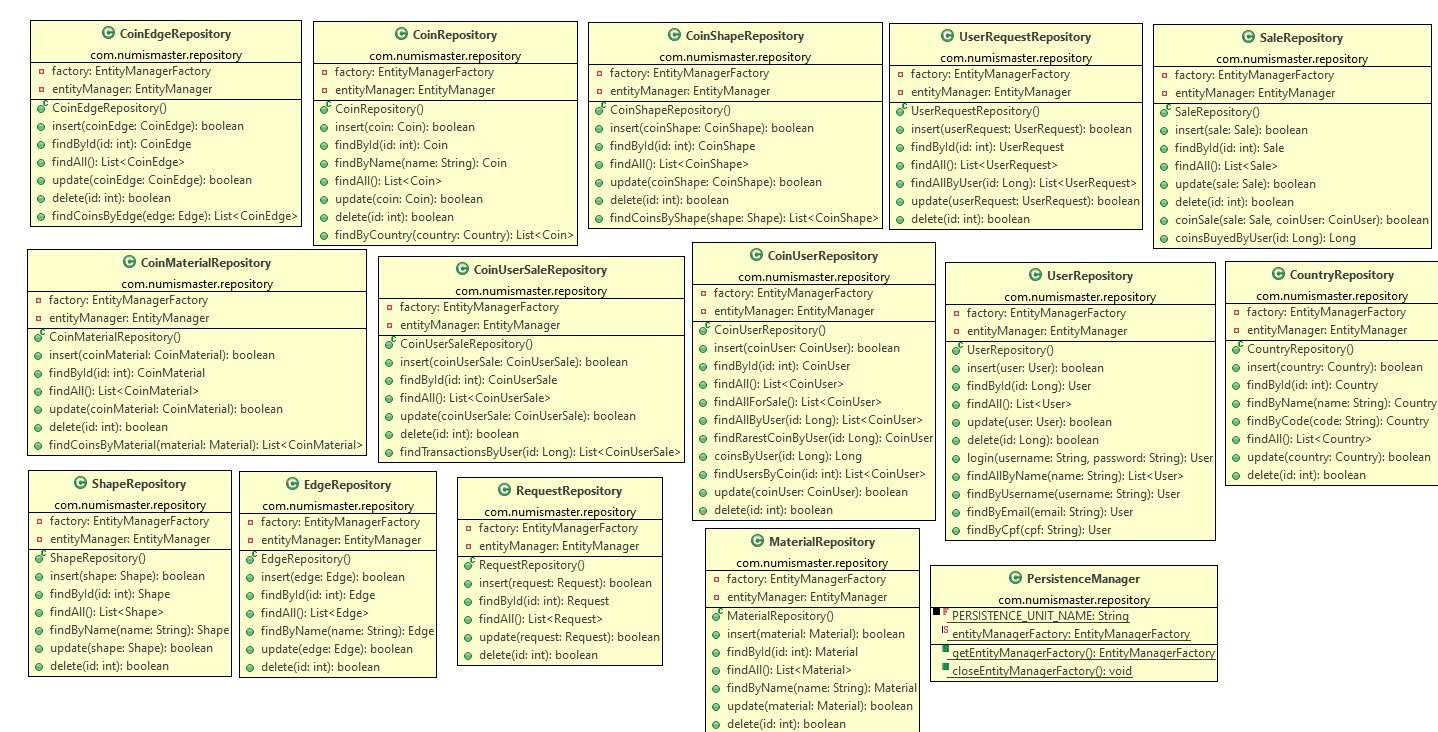 CoinEdgeRepository
com.numismaster.repository
factory: EntityManagerFactory
entityManager: EntityManager
CoinEdgeRepository()
insert(coinEdge: CoinEdge): boolean
findById(id: int): CoinEdge
findAll(): List<CoinEdge>
update(coinEdge: CoinEdge): boolean
delete(id: int): boolean
findCoinsByEdge(edge: Edge): List<CoinEdge>
CoinRepository
com.numismaster.repository
factory: EntityManagerFactory
entityManager: EntityManager
CoinRepository()
insert(coin: Coin): boolean
findById(id: int): Coin
findByName(name: String): Coin
findAll(): List<Coin>
update(coin: Coin): boolean
delete(id: int): boolean
findByCountry(country: Country): List<Coin>
CoinShapeRepository
com.numismaster.repository
factory: EntityManagerFactory
entityManager: EntityManager
CoinShapeRepository()
insert(coinShape: CoinShape): boolean
findById(id: int): CoinShape
findAll(): List<CoinShape>
update(coinShape: CoinShape): boolean
delete(id: int): boolean
findCoinsByShape(shape: Shape): List<CoinShape>
UserRequestRepository
com.numismaster.repository
factory: EntityManagerFactory
entityManager: EntityManager
UserRequestRepository()
insert(userRequest: UserRequest): boolean
findById(id: int): UserRequest
findAll(): List<UserRequest>
findAllByUser(id: Long): List<UserRequest>
update(userRequest: UserRequest): boolean
delete(id: int): boolean
SaleRepository
com.numismaster.repository
factory: EntityManagerFactory
entityManager: EntityManager
SaleRepository()
insert(sale: Sale): boolean
findById(id: int): Sale
findAll(): List<Sale>
update(sale: Sale): boolean
delete(id: int): boolean
coinSale(sale: Sale, coinUser: CoinUser): boolean
coinsBuyedByUser(id: Long): Long
CoinMaterialRepository
com.numismaster.repository
factory: EntityManagerFactory
entityManager: EntityManager
CoinMaterialRepository()
insert(coinMaterial: CoinMaterial): boolean
findById(id: int): CoinMaterial
findAll(): List<CoinMaterial>
update(coinMaterial: CoinMaterial): boolean
delete(id: int): boolean
findCoinsByMaterial(material: Material): List<CoinMaterial>
CoinUserSaleRepository
com.numismaster.repository
factory: EntityManagerFactory
entityManager: EntityManager
CoinUserSaleRepository()
insert(coinUserSale: CoinUserSale): boolean
findById(id: int): CoinUserSale
findAll(): List<CoinUserSale>
update(coinUserSale: CoinUserSale): boolean
delete(id: int): boolean
findTransactionsByUser(id: Long): List<CoinUserSale>
CoinUserRepository
com.numismaster.repository
factory: EntityManagerFactory
entityManager: EntityManager
CoinUserRepository()
insert(coinUser: CoinUser): boolean
findById(id: int): CoinUser
findAll(): List<CoinUser>
findAllForSale(): List<CoinUser>
findAllByUser(id: Long): List<CoinUser>
findRarestCoinByUser(id: Long): CoinUser
coinsByUser(id: Long): Long
findUsersByCoin(id: int): List<CoinUser>
update(coinUser: CoinUser): boolean
delete(id: int): boolean
UserRepository
com.numismaster.repository
factory: EntityManagerFactory
entityManager: EntityManager
UserRepository()
insert(user: User): boolean
findById(id: Long): User
findAll(): List<User>
update(user: User): boolean
delete(id: Long): boolean
login(username: String, password: String): User
findAllByName(name: String): List<User>
findByUsername(username: String): User
findByEmail(email: String): User
findByCpf(cpf: String): User
CountryRepository
com.numismaster.repository
factory: EntityManagerFactory
entityManager: EntityManager
CountryRepository()
insert(country: Country): boolean
findById(id: int): Country
findByName(name: String): Country
findByCode(code: String): Country
findAll(): List<Country>
update(country: Country): boolean
delete(id: int): boolean
ShapeRepository
com.numismaster.repository
factory: EntityManagerFactory
entityManager: EntityManager
ShapeRepository()
insert(shape: Shape): boolean
findById(id: int): Shape
findAll(): List<Shape>
findByName(name: String): Shape
update(shape: Shape): boolean
delete(id: int): boolean
EdgeRepository
com.numismaster.repository
factory: EntityManagerFactory
entityManager: EntityManager
EdgeRepository()
insert(edge: Edge): boolean
findById(id: int): Edge
findAll(): List<Edge>
findByName(name: String): Edge
update(edge: Edge): boolean
delete(id: int): boolean
RequestRepository
com.numismaster.repository
factory: EntityManagerFactory
entityManager: EntityManager
RequestRepository()
insert(request: Request): boolean
findById(id: int): Request
findAll(): List<Request>
update(request: Request): boolean
delete(id: int): boolean
MaterialRepository
com.numismaster.repository
factory: EntityManagerFactory
entityManager: EntityManager
MaterialRepository()
insert(material: Material): boolean
findById(id: int): Material
findAll(): List<Material>
findByName(name: String): Material
update(material: Material): boolean
delete(id: int): boolean
PersistenceManager
com.numismaster.repository
PERSISTENCE_UNIT_NAME: String
entityManagerFactory: EntityManagerFactory
getEntityManagerFactory(): EntityManagerFactory
closeEntityManagerFactory(): void